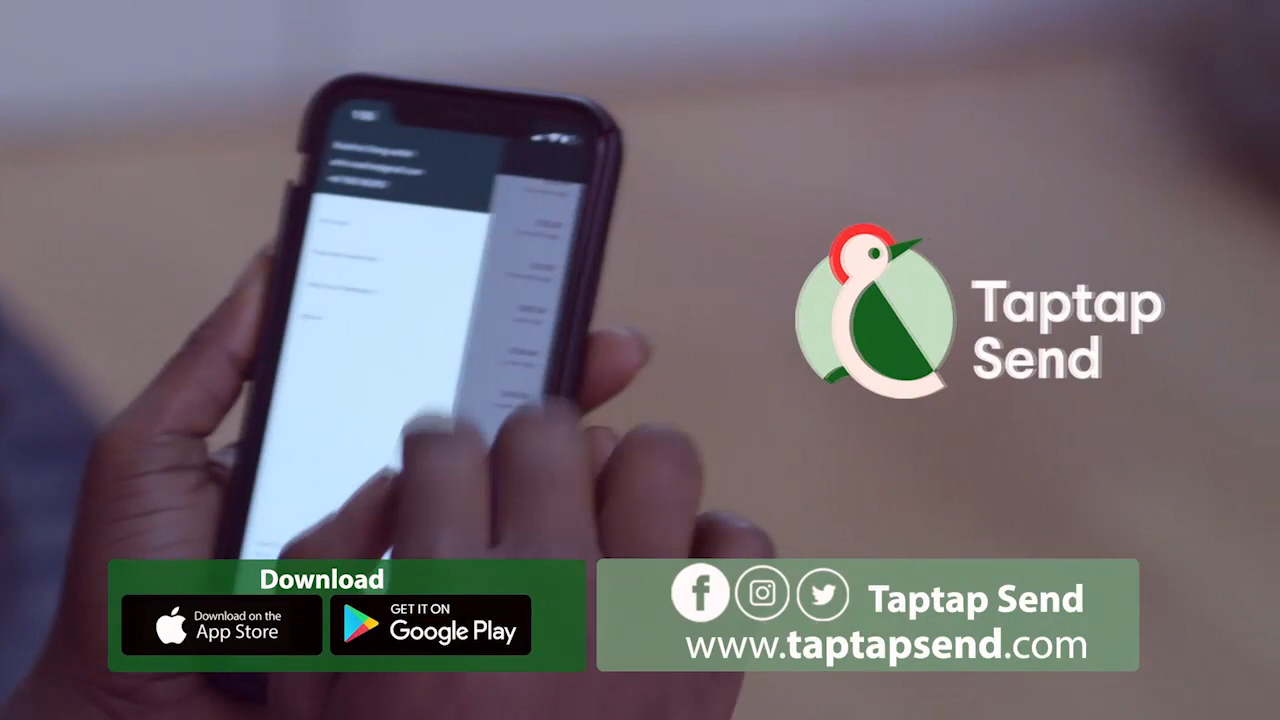 Taptap
Send
Download
Download on the
App Store
GET IT ON
Google Play
Taptap Send
www.taptapsend.com